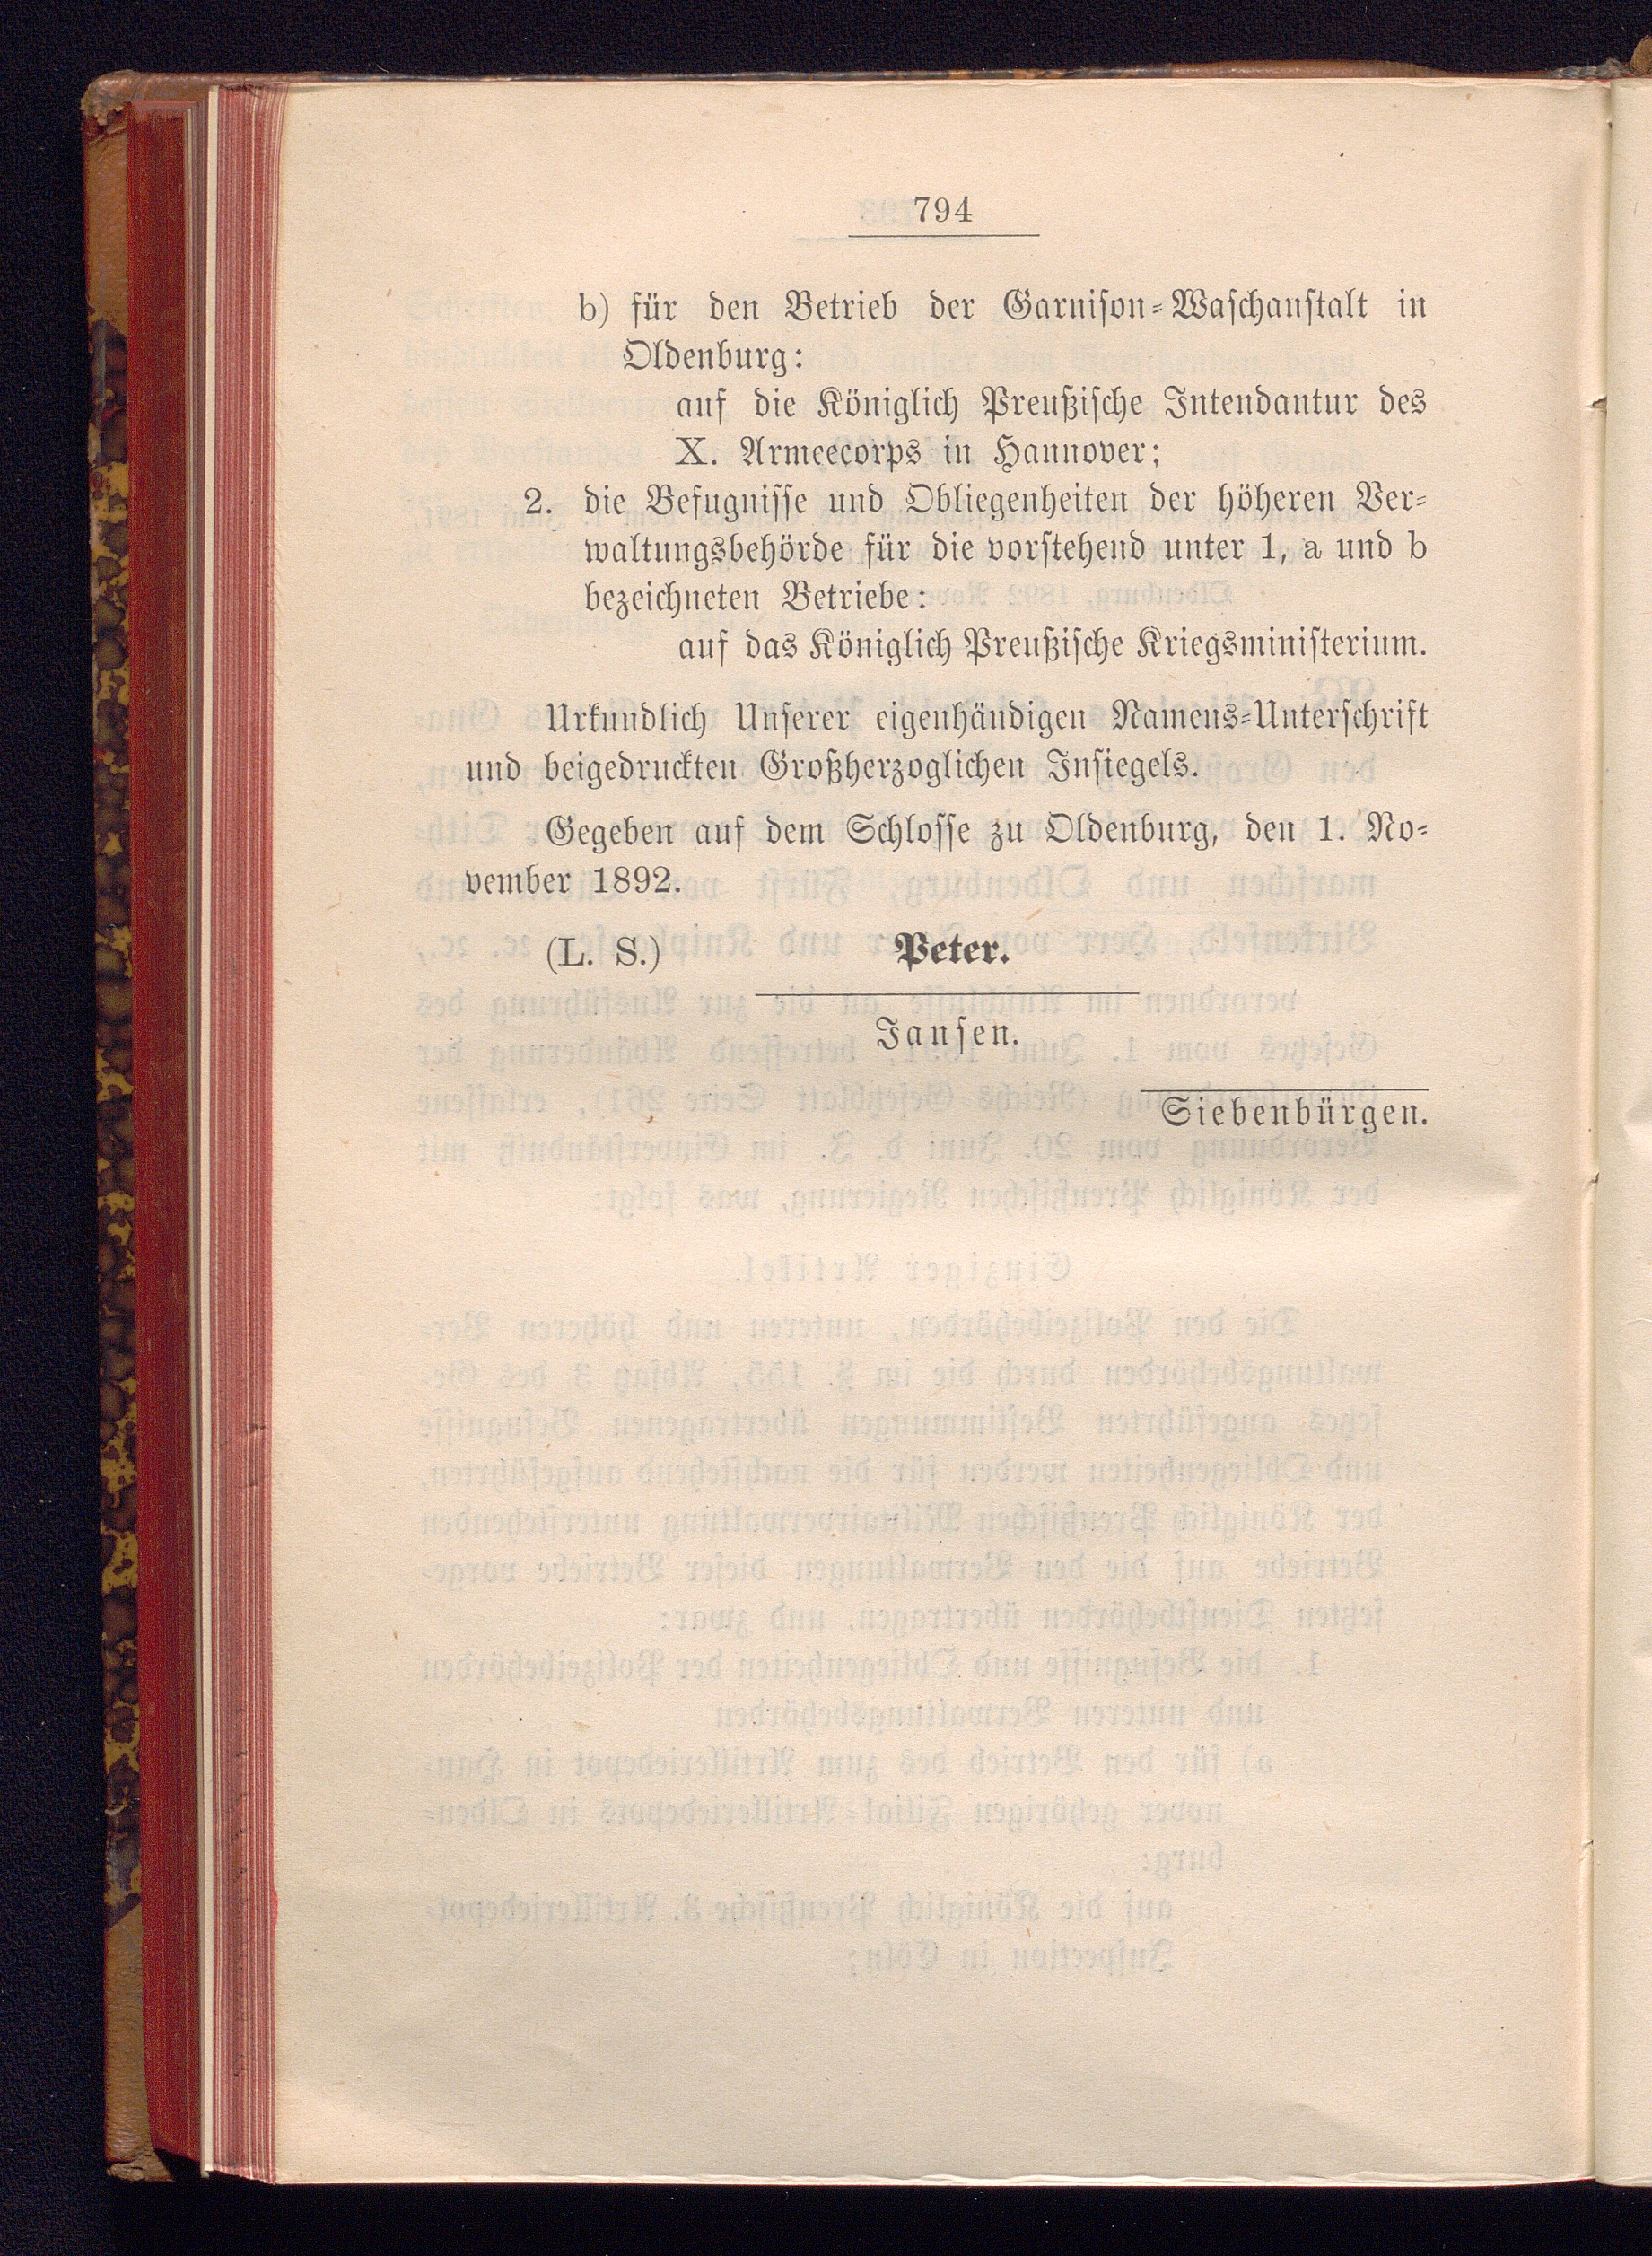 794
b) für den Betrieb der Garnison-Waschanstalt in
Oldenburg:
auf die Königlich Preußische Intendantur des
X. Armeecorps in Hannover;
2. die Befugnisse und Obliegenheiten der höheren Ver-
waltungsbehörde für die vorstehend unter 1, a und b
bezeichneten Betriebe:
auf das Königlich Preußische Kriegsministerium.
Urkundlich Unserer eigenhändigen Namens-Unterschrift
und beigedruckten Großherzoglichen Insiegels.
Gegeben auf dem Schlosse zu Oldenburg, den 1. No-
vember 1892.
(L. S.) Peter.
Jansen.
Siebenbürgen.